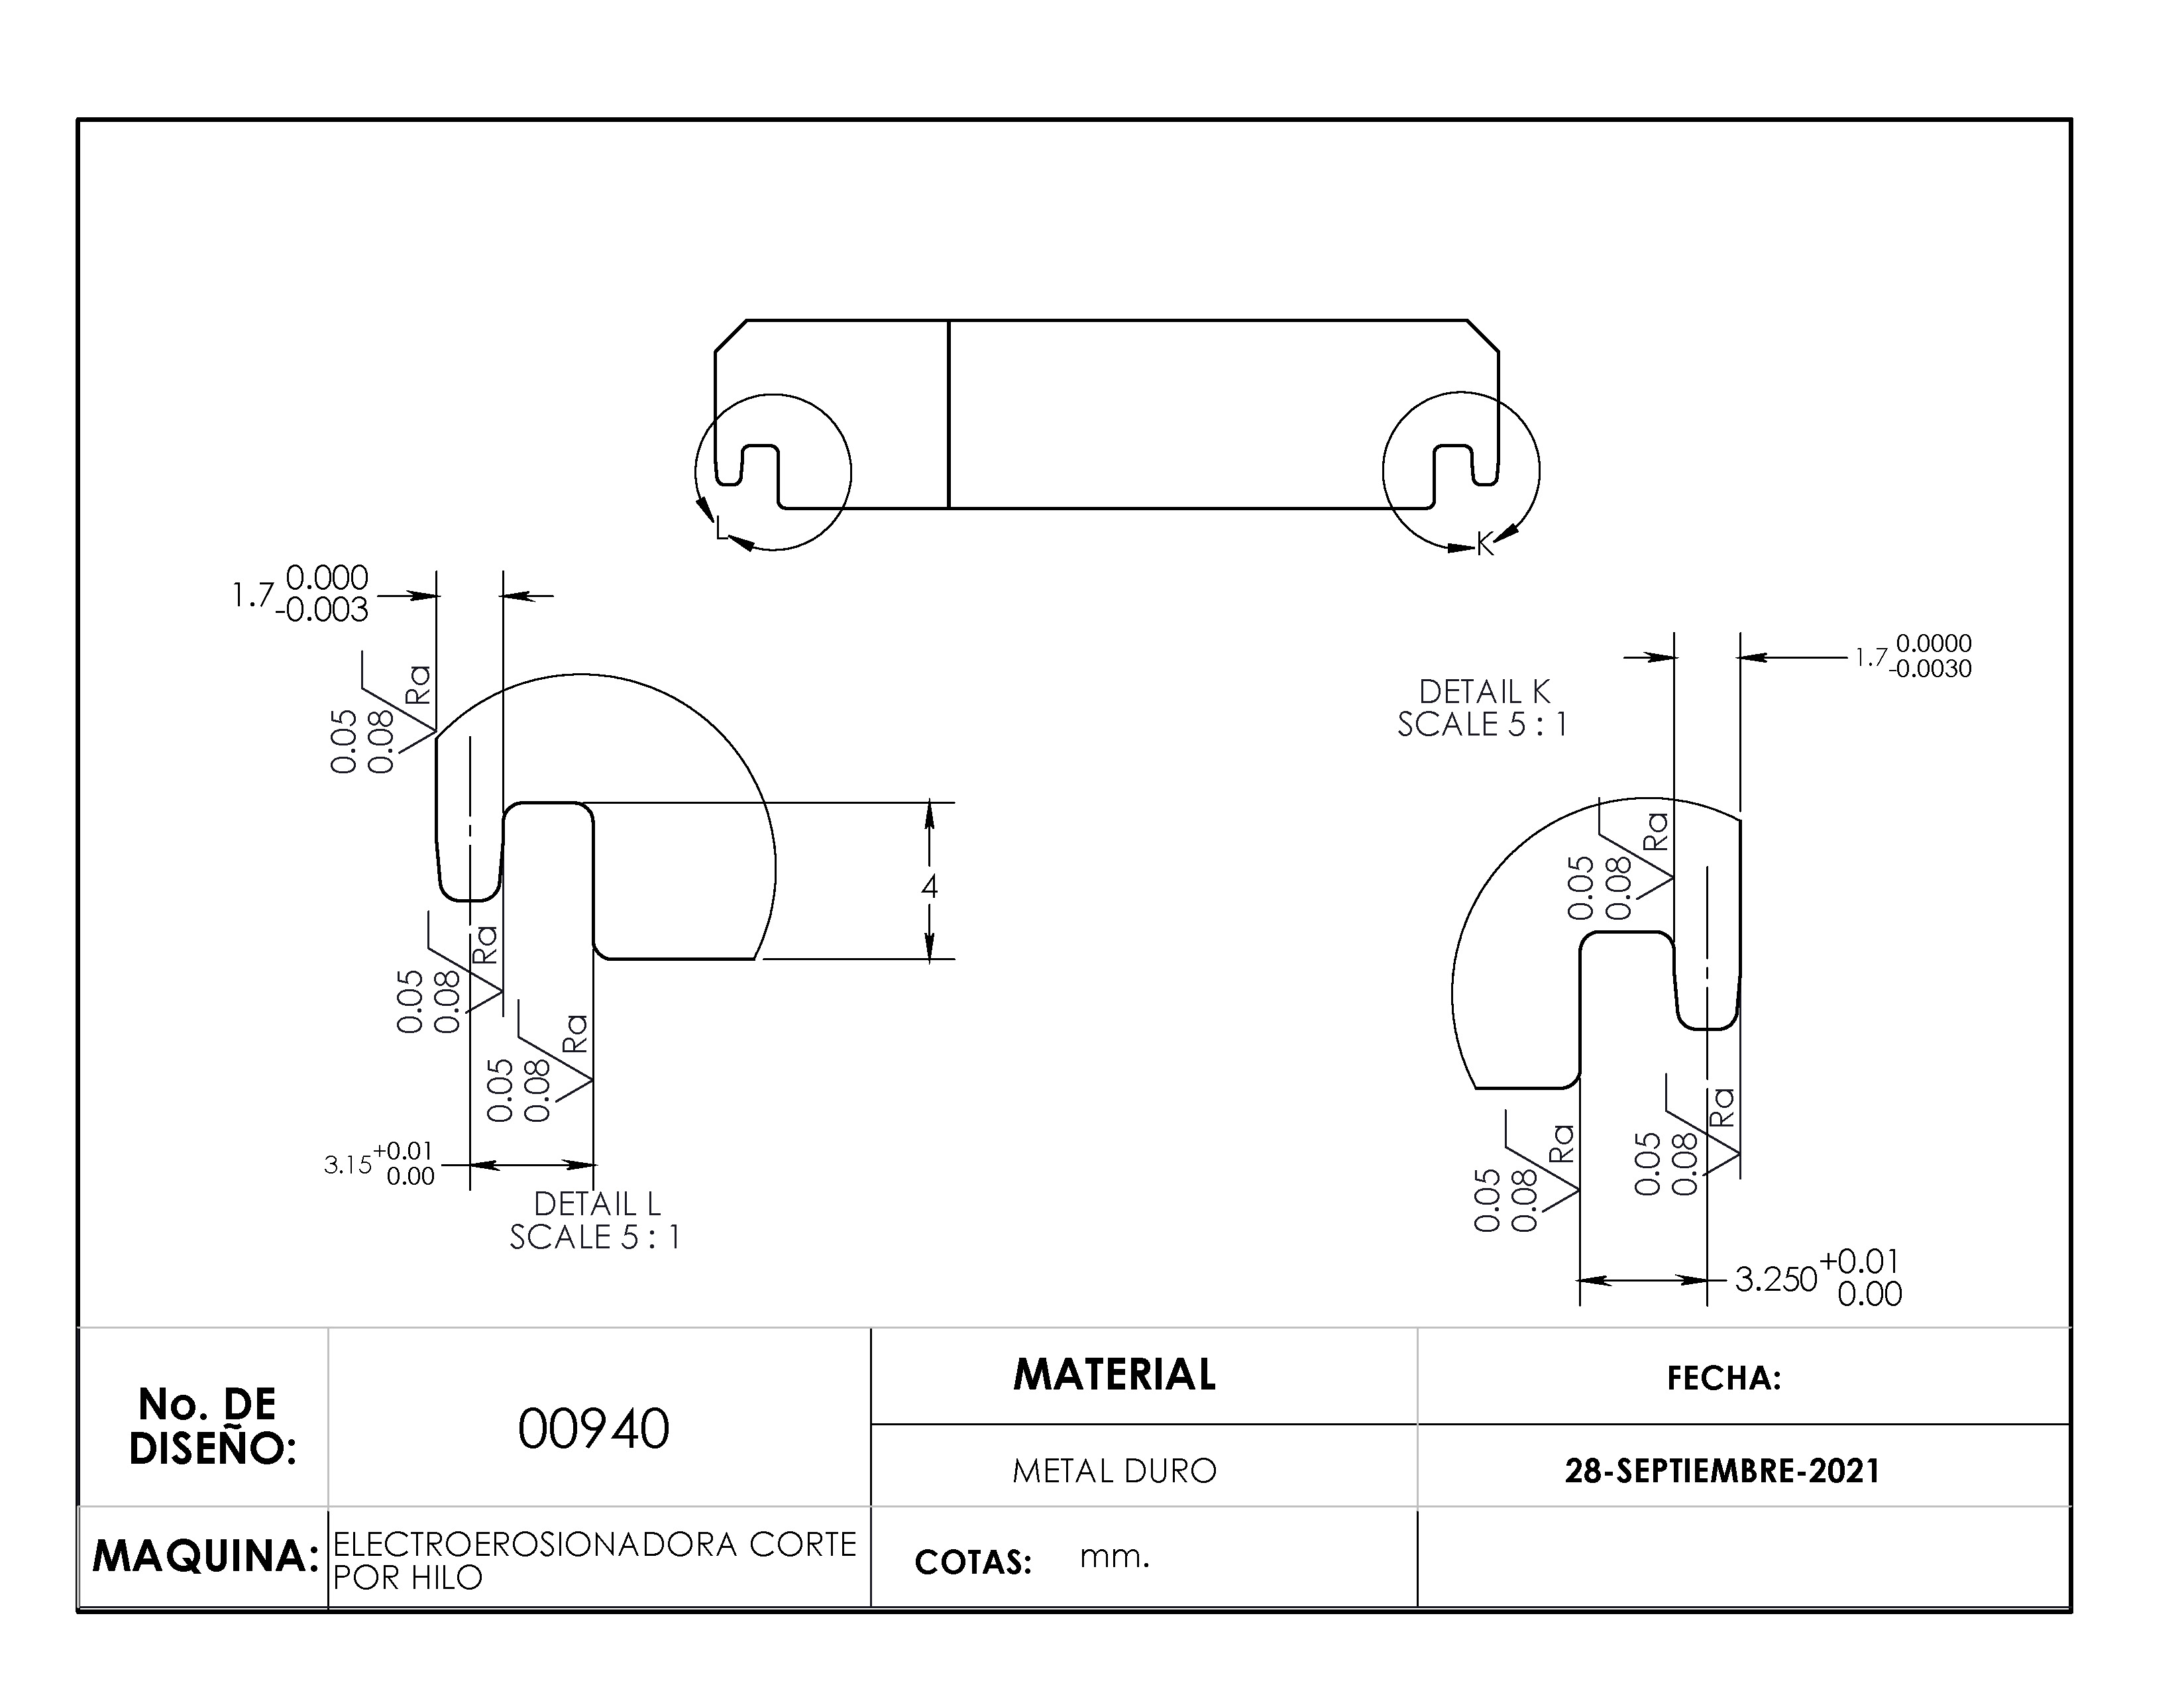 L
K
1.7 0.000
-0.003
Ra
0.05
0.08
Ra
0.05
0.08
Ra
0.05
0.08
4
3.15 +0.01
0.00
DETAIL L
SCALE 5 : 1
DETAIL K
SCALE 5 : 1
1.7 0.0000
-0.0030
Ra
0.05
0.08
Ra
0.05
0.08
Ra
0.05
0.08
3.250 +0.01
0.00
No. DE
DISEÑO:
00940
MATERIAL
METAL DURO
FECHA:
28-SEPTIEMBRE-2021
MAQUINA:
ELECTROEROSIONADORA CORTE
POR HILO
COTAS: mm.